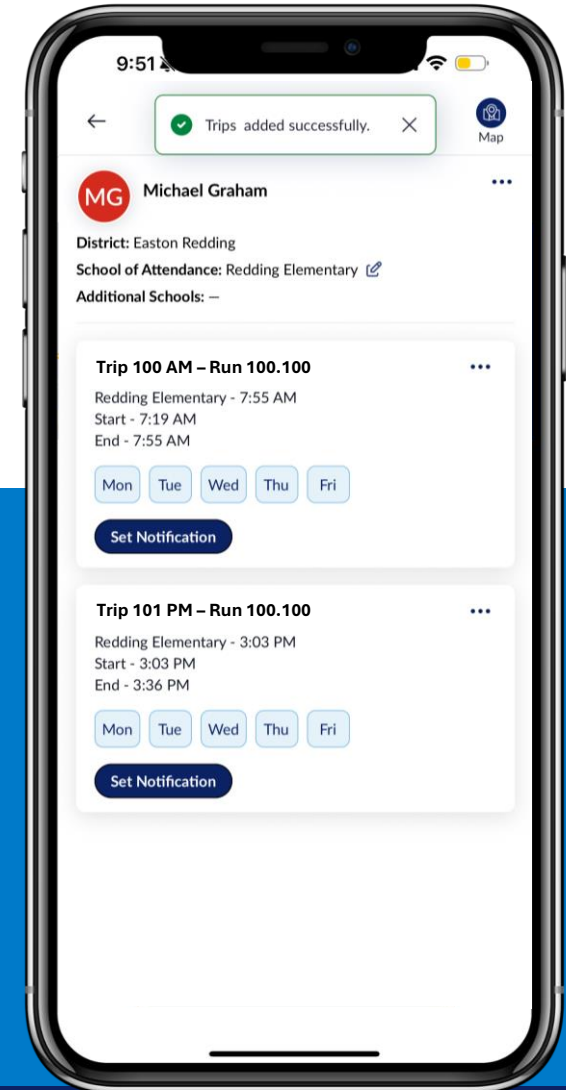 9:51
Trips added successfully.
Map
MG
Michael Graham
District: Easton Redding
School of Attendance: Redding Elementary
Additional Schools: —
Trip 100 AM – Run 100.100
Redding Elementary - 7:55 AM
Start - 7:19 AM
End - 7:55 AM
Mon Tue Wed Thu Fri
Set Notification
Trip 101 PM – Run 100.100
Redding Elementary - 3:03 PM
Start - 3:03 PM
End - 3:36 PM
Mon Tue Wed Thu Fri
Set Notification